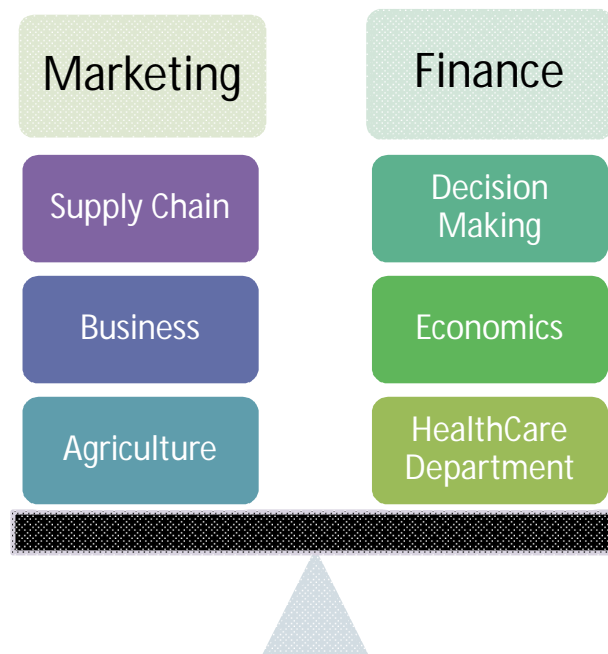 Marketing
Supply Chain
Business
Agriculture
Finance
Decision
Making
Economics
HealthCare
Department